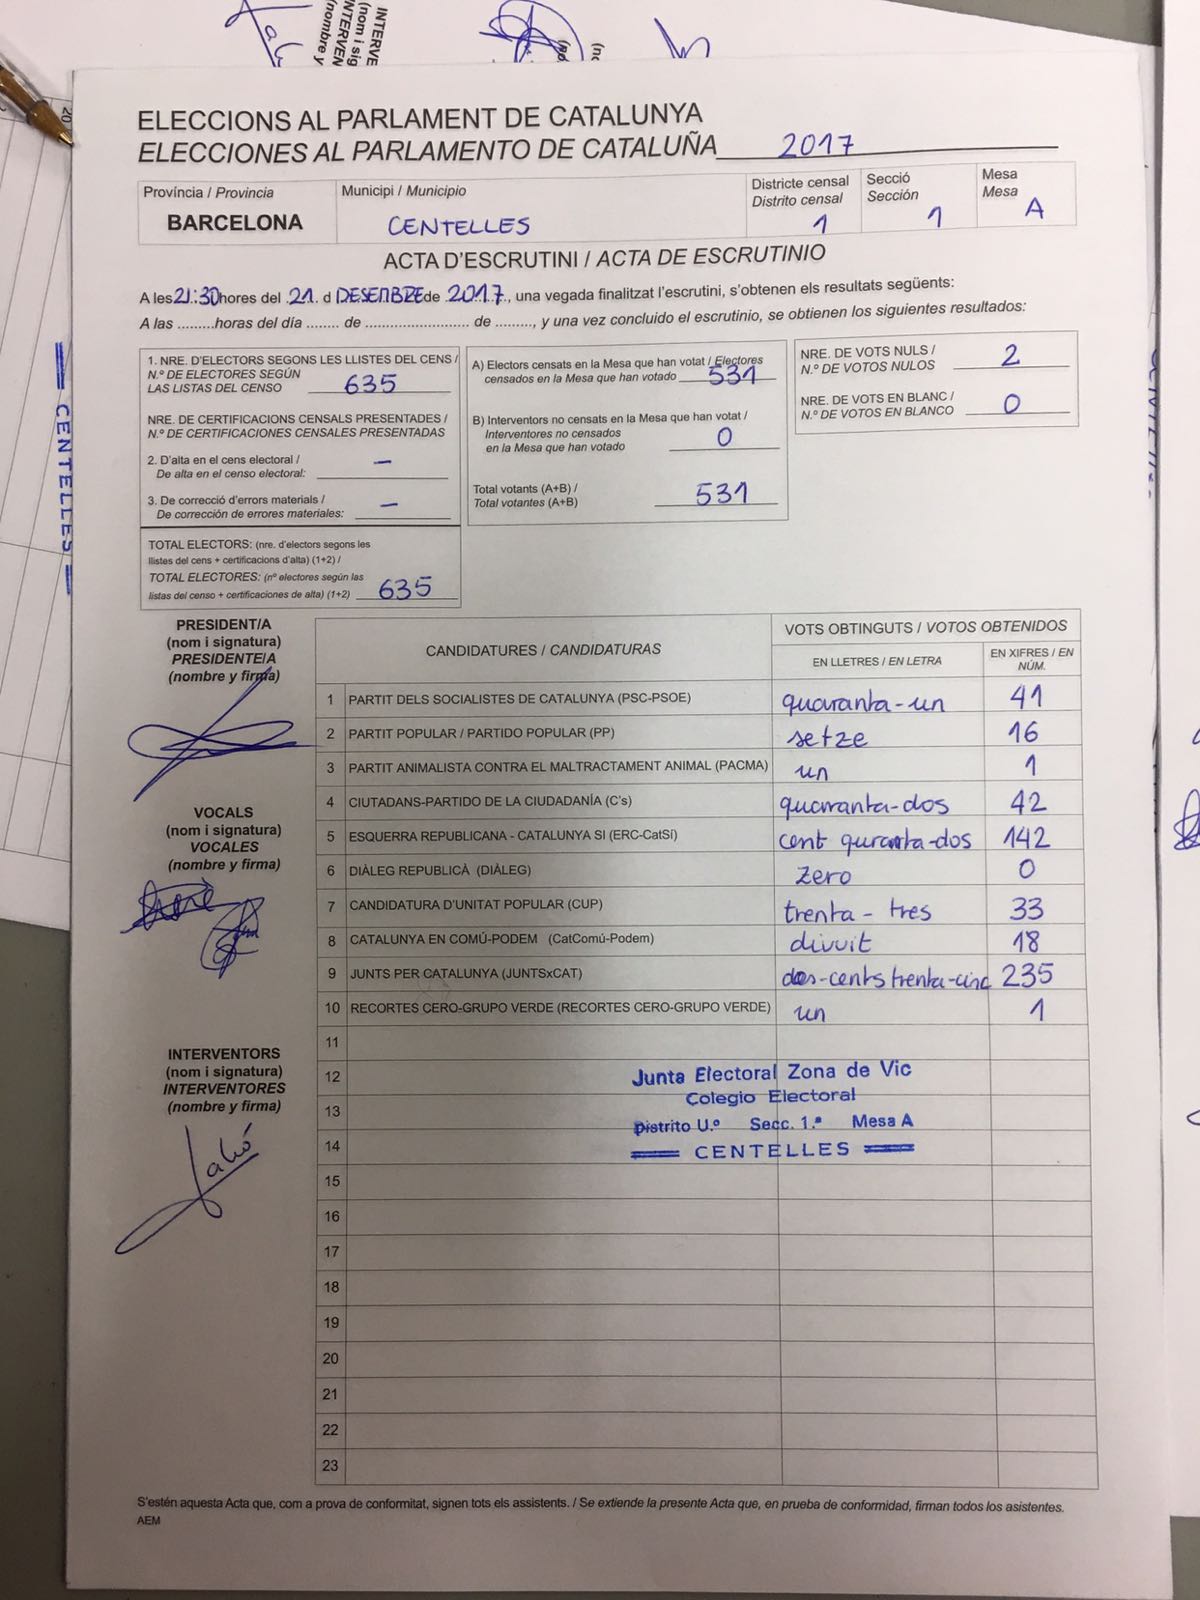 INTERVE
(nom i sig
INTERVEN
(nombre y
ELECCIONS AL PARLAMENT DE CATALUNYA
ELECCIONES AL PARLAMENTO DE CATALUÑA 2017
Província / Provincia
BARCELONA
Municipi / Municipio
CENTELLES
Districte censal
Distrito censal
1
Secció
Sección
1
Mesa
Mesa
A
ACTA D'ESCRUTINI / ACTA DE ESCRUTINIO
A les 21:30 hores del 21. d DESEMBRE de 2017, una vegada finalitzat l'escrutini, s'obtenen els resultats següents:
A las .........horas del día ........ de .......................... de ........., y una vez concluido el escrutinio, se obtienen los siguientes resultados:
1. NRE. D'ELECTORS SEGONS LES LLISTES DEL CENS /
N.º DE ELECTORES SEGÚN
LAS LISTAS DEL CENSO 635
NRE. DE CERTIFICACIONS CENSALS PRESENTADES /
N.º DE CERTIFICACIONES CENSALES PRESENTADAS
2. D'alta en el cens electoral /
De alta en el censo electoral: –
3. De correcció d'errors materials /
De corrección de errores materiales: –
TOTAL ELECTORS: (nre. d'electors segons les
llistes del cens + certificacions d'alta) (1+2) /
TOTAL ELECTORES: (nº electores según las
listas del censo + certificaciones de alta) (1+2) 635
A) Electors censats en la Mesa que han votat / Electores
censados en la Mesa que han votado 531
B) Interventors no censats en la Mesa que han votat /
Interventores no censados
en la Mesa que han votado 0
Total votants (A+B) /
Total votantes (A+B) 531
NRE. DE VOTS NULS /
N.º DE VOTOS NULOS 2
NRE. DE VOTS EN BLANC /
N.º DE VOTOS EN BLANCO 0
CENTELLES
PRESIDENT/A
(nom i signatura)
PRESIDENTE/A
(nombre y firma)
VOCALS
(nom i signatura)
VOCALES
(nombre y firma)
INTERVENTORS
(nom i signatura)
INTERVENTORES
(nombre y firma)
CANDIDATURES / CANDIDATURAS
VOTS OBTINGUTS / VOTOS OBTENIDOS
EN LLETRES / EN LETRA
EN XIFRES / EN
NÚM.
1 PARTIT DELS SOCIALISTES DE CATALUNYA (PSC-PSOE) quaranta-un 41
2 PARTIT POPULAR / PARTIDO POPULAR (PP) setze 16
3 PARTIT ANIMALISTA CONTRA EL MALTRACTAMENT ANIMAL (PACMA) un 1
4 CIUTADANS-PARTIDO DE LA CIUDADANÍA (C's) quarranta-dos 42
5 ESQUERRA REPUBLICANA - CATALUNYA SI (ERC-CatSí) cent quranta-dos 142
6 DIÀLEG REPUBLICÀ (DIÀLEG) zero 0
7 CANDIDATURA D'UNITAT POPULAR (CUP) trenta-tres 33
8 CATALUNYA EN COMÚ-PODEM (CatComú-Podem) divuit 18
9 JUNTS PER CATALUNYA (JUNTSxCAT) dos-cents trenta-cinc 235
10 RECORTES CERO-GRUPO VERDE (RECORTES CERO-GRUPO VERDE) un 1
11
12
13
14
15
16
17
18
19
20
21
22
23
Junta Electoral Zona de Vic
Colegio Electoral
Distrito U.º Secc. 1.ª Mesa A
CENTELLES
S'estén aquesta Acta que, com a prova de conformitat, signen tots els assistents. / Se extiende la presente Acta que, en prueba de conformidad, firman todos los asistentes.
AEM